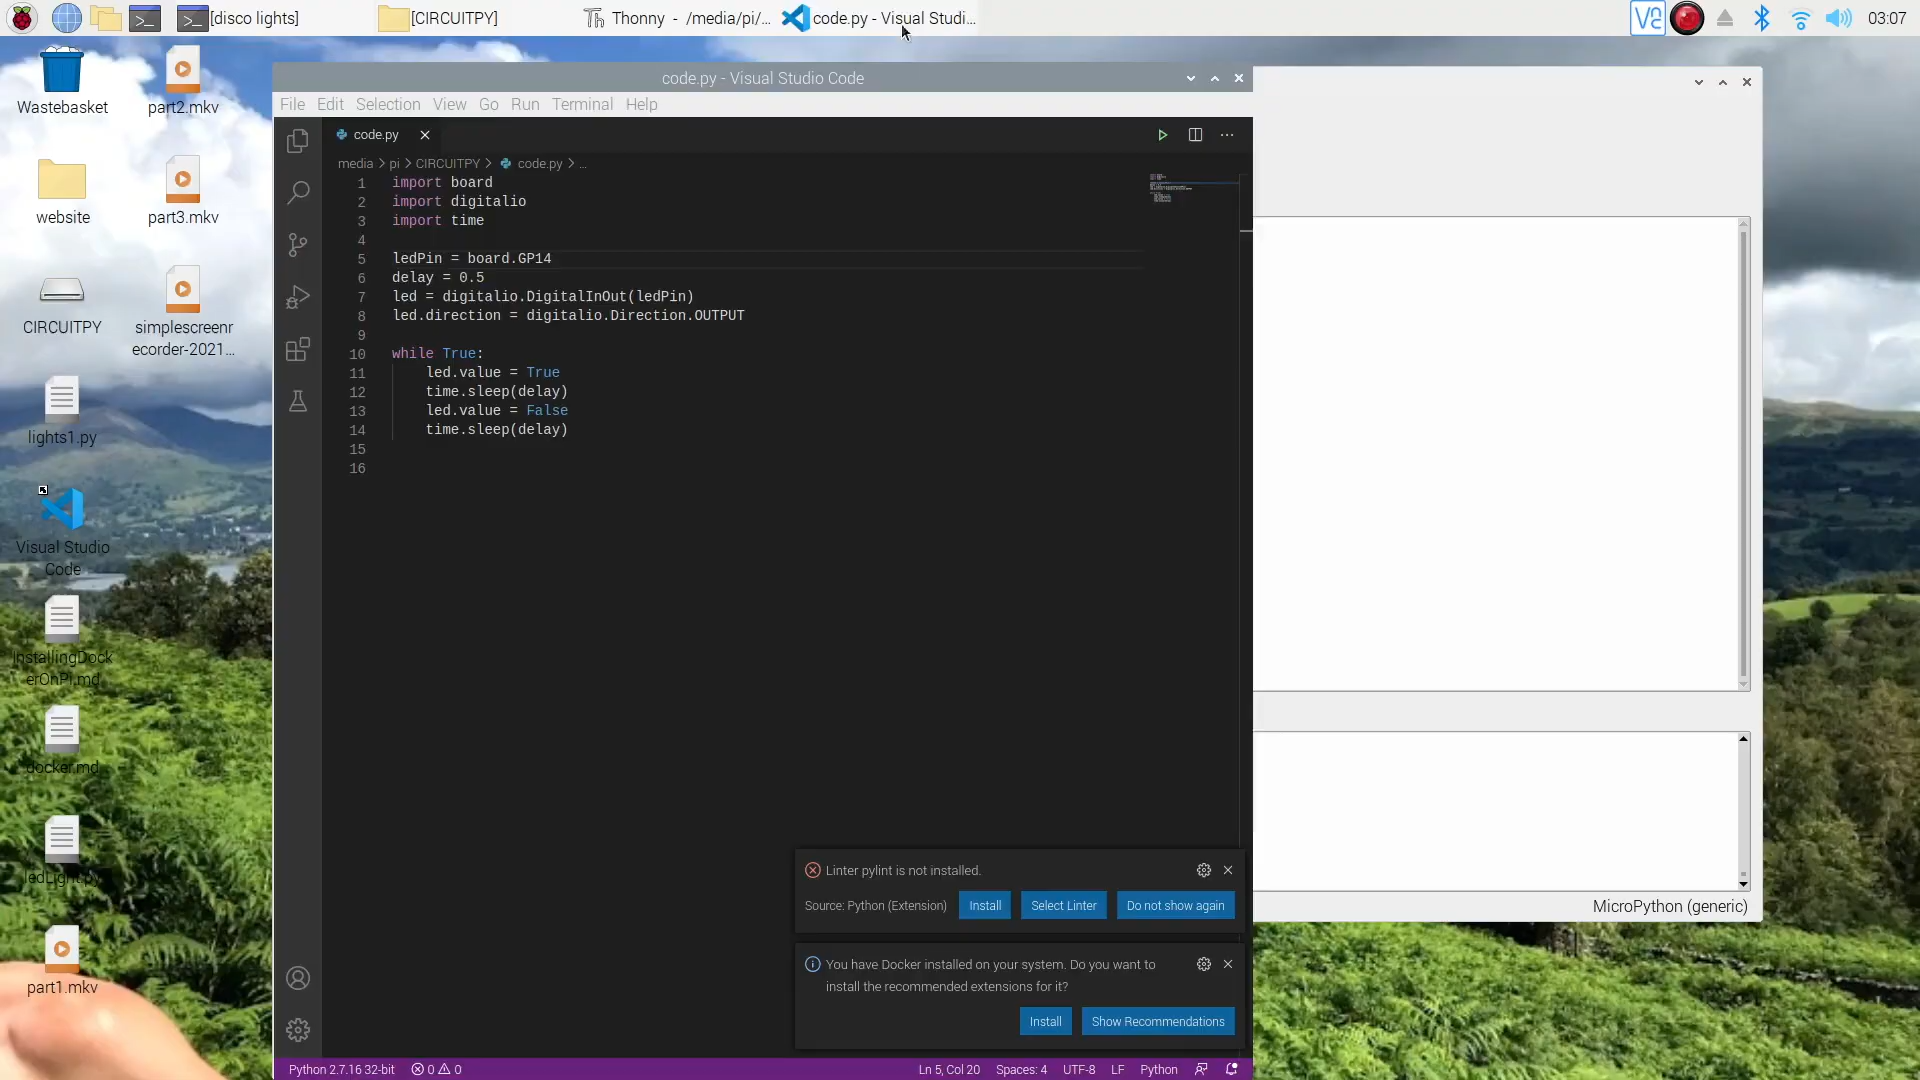 [disco lights]
[CIRCUITPY]
Thonny - /media/pi/...
code.py - Visual Studi...
03:07
Wastebasket
part2.mkv
website
part3.mkv
CIRCUITPY
simplescreenr
ecorder-2021...
lights1.py
Visual Studio
Code
InstallingDock
erOnPi.md
docker.md
ledLight.py
part1.mkv
code.py - Visual Studio Code
File Edit Selection View Go Run Terminal Help
code.py
media > pi > CIRCUITPY > code.py > ...
1 import board
2 import digitalio
3 import time
4
5 ledPin = board.GP14
6 delay = 0.5
7 led = digitalio.DigitalInOut(ledPin)
8 led.direction = digitalio.Direction.OUTPUT
9
10 while True:
11     led.value = True
12     time.sleep(delay)
13     led.value = False
14     time.sleep(delay)
15
16
Linter pylint is not installed.
Source: Python (Extension) Install Select Linter Do not show again
You have Docker installed on your system. Do you want to
install the recommended extensions for it?
Install Show Recommendations
Python 2.7.16 32-bit 0 0 Ln 5, Col 20 Spaces: 4 UTF-8 LF Python
MicroPython (generic)